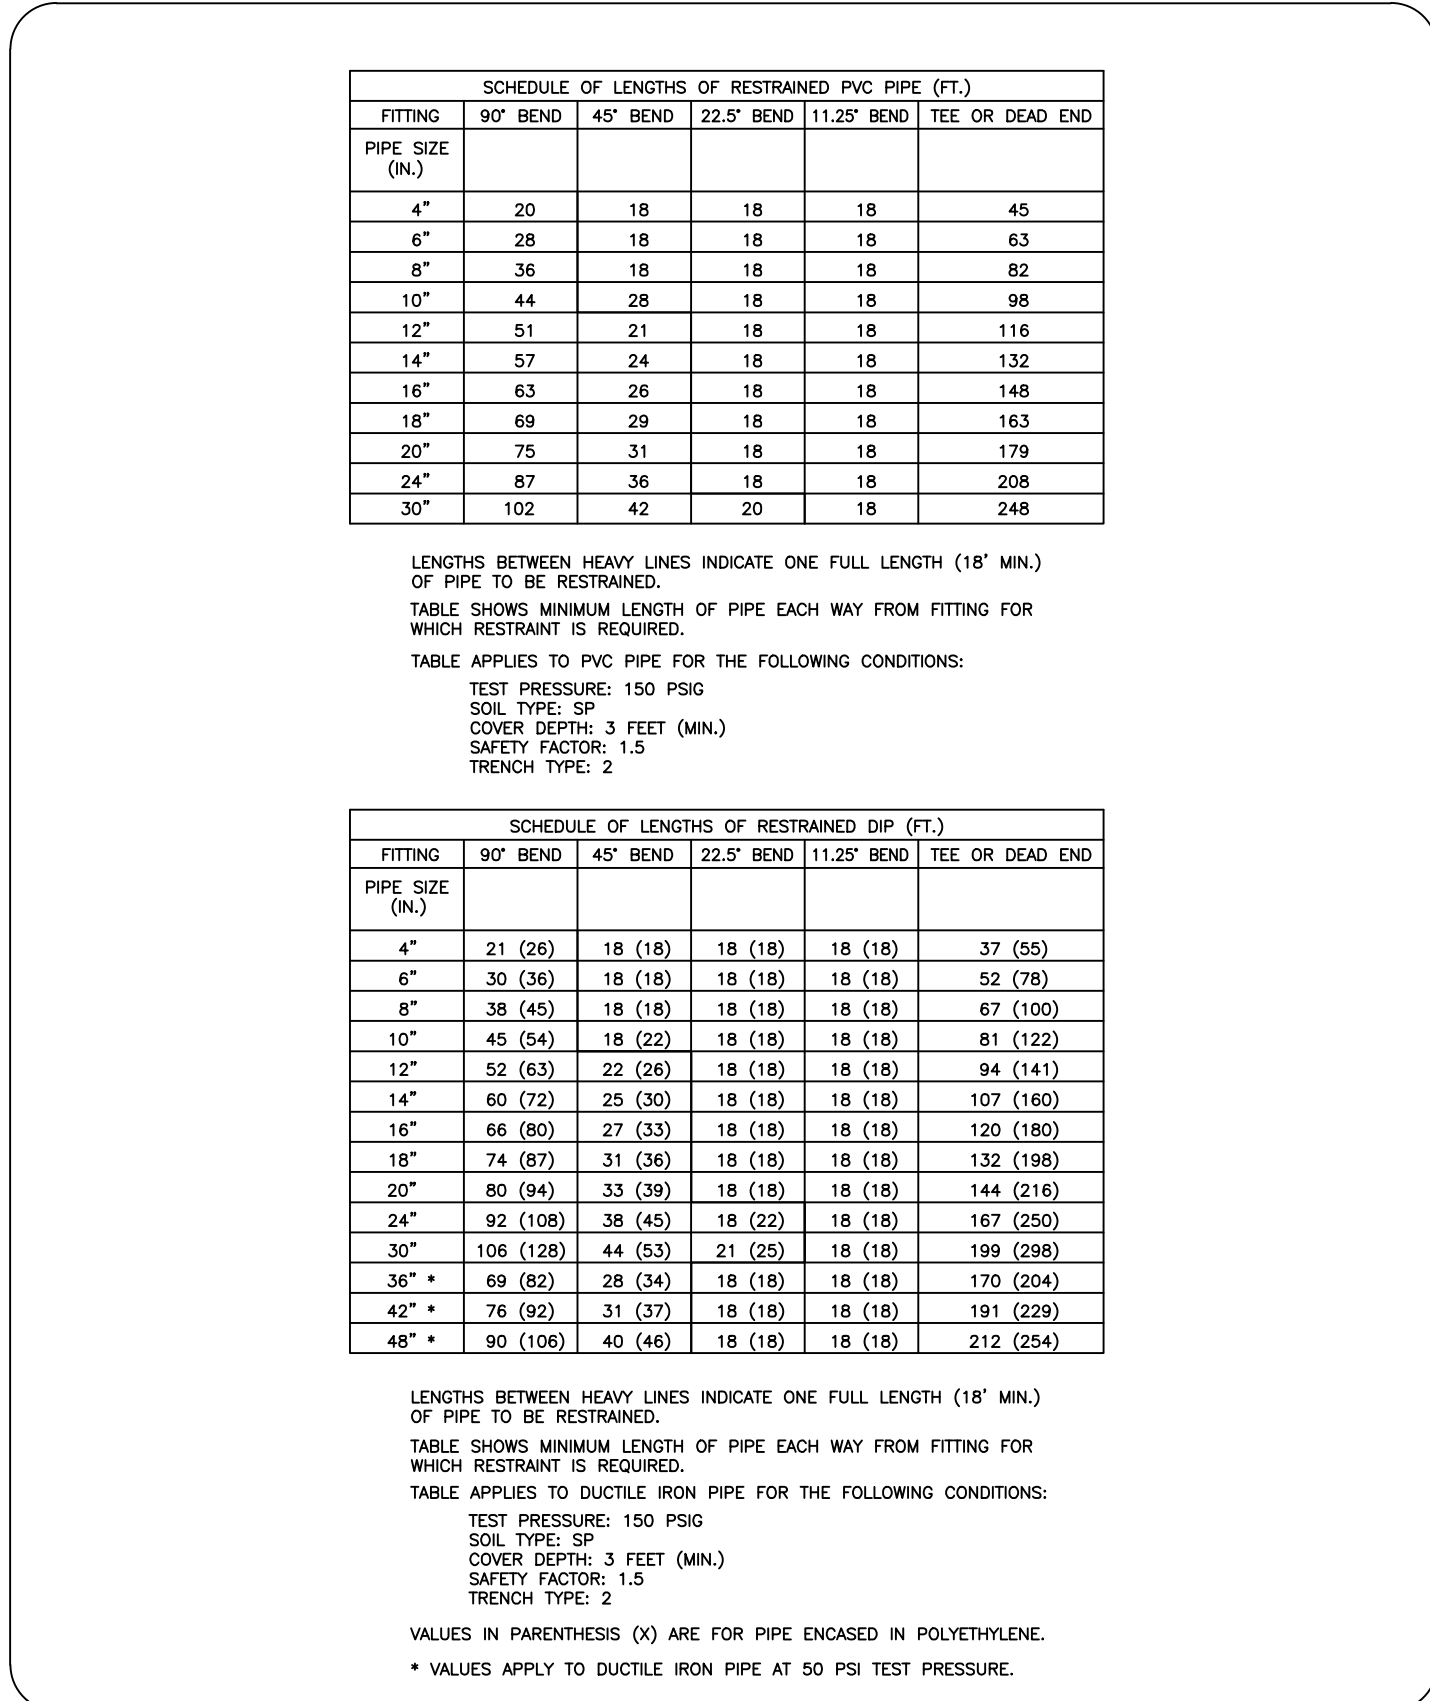 SCHEDULE OF LENGTHS OF RESTRAINED PVC PIPE (FT.)
FITTING 90° BEND 45° BEND 22.5° BEND 11.25° BEND TEE OR DEAD END
PIPE SIZE
(IN.)
4" 20 18 18 18 45
6" 28 18 18 18 63
8" 36 18 18 18 82
10" 44 28 18 18 98
12" 51 21 18 18 116
14" 57 24 18 18 132
16" 63 26 18 18 148
18" 69 29 18 18 163
20" 75 31 18 18 179
24" 87 36 18 18 208
30" 102 42 20 18 248
LENGTHS BETWEEN HEAVY LINES INDICATE ONE FULL LENGTH (18' MIN.)
OF PIPE TO BE RESTRAINED.
TABLE SHOWS MINIMUM LENGTH OF PIPE EACH WAY FROM FITTING FOR
WHICH RESTRAINT IS REQUIRED.
TABLE APPLIES TO PVC PIPE FOR THE FOLLOWING CONDITIONS:
TEST PRESSURE: 150 PSIG
SOIL TYPE: SP
COVER DEPTH: 3 FEET (MIN.)
SAFETY FACTOR: 1.5
TRENCH TYPE: 2
SCHEDULE OF LENGTHS OF RESTRAINED DIP (FT.)
FITTING 90° BEND 45° BEND 22.5° BEND 11.25° BEND TEE OR DEAD END
PIPE SIZE
(IN.)
4" 21 (26) 18 (18) 18 (18) 18 (18) 37 (55)
6" 30 (36) 18 (18) 18 (18) 18 (18) 52 (78)
8" 38 (45) 18 (18) 18 (18) 18 (18) 67 (100)
10" 45 (54) 18 (22) 18 (18) 18 (18) 81 (122)
12" 52 (63) 22 (26) 18 (18) 18 (18) 94 (141)
14" 60 (72) 25 (30) 18 (18) 18 (18) 107 (160)
16" 66 (80) 27 (33) 18 (18) 18 (18) 120 (180)
18" 74 (87) 31 (36) 18 (18) 18 (18) 132 (198)
20" 80 (94) 33 (39) 18 (18) 18 (18) 144 (216)
24" 92 (108) 38 (45) 18 (22) 18 (18) 167 (250)
30" 106 (128) 44 (53) 21 (25) 18 (18) 199 (298)
36" * 69 (82) 28 (34) 18 (18) 18 (18) 170 (204)
42" * 76 (92) 31 (37) 18 (18) 18 (18) 191 (229)
48" * 90 (106) 40 (46) 18 (18) 18 (18) 212 (254)
LENGTHS BETWEEN HEAVY LINES INDICATE ONE FULL LENGTH (18' MIN.)
OF PIPE TO BE RESTRAINED.
TABLE SHOWS MINIMUM LENGTH OF PIPE EACH WAY FROM FITTING FOR
WHICH RESTRAINT IS REQUIRED.
TABLE APPLIES TO DUCTILE IRON PIPE FOR THE FOLLOWING CONDITIONS:
TEST PRESSURE: 150 PSIG
SOIL TYPE: SP
COVER DEPTH: 3 FEET (MIN.)
SAFETY FACTOR: 1.5
TRENCH TYPE: 2
VALUES IN PARENTHESIS (X) ARE FOR PIPE ENCASED IN POLYETHYLENE.
* VALUES APPLY TO DUCTILE IRON PIPE AT 50 PSI TEST PRESSURE.